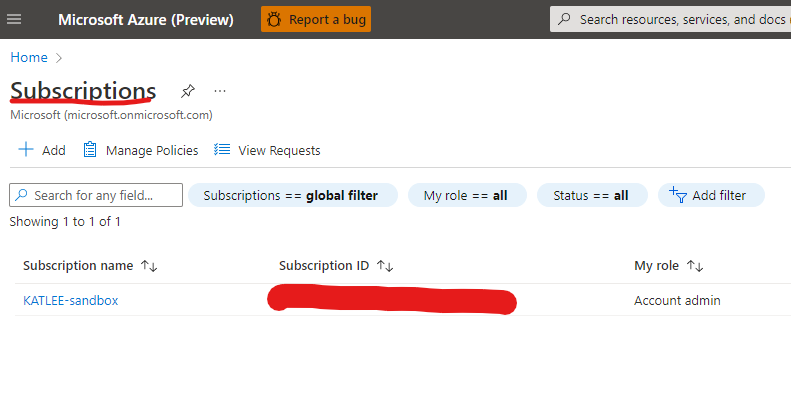 Microsoft Azure (Preview) Report a bug Search resources, services, and docs
Home >
Subscriptions ...
Microsoft (microsoft.onmicrosoft.com)
+ Add Manage Policies View Requests
Search for any field... Subscriptions == global filter My role == all Status == all Add filter
Showing 1 to 1 of 1
Subscription name ↑↓ Subscription ID ↑↓ My role ↑↓
KATLEE-sandbox Account admin